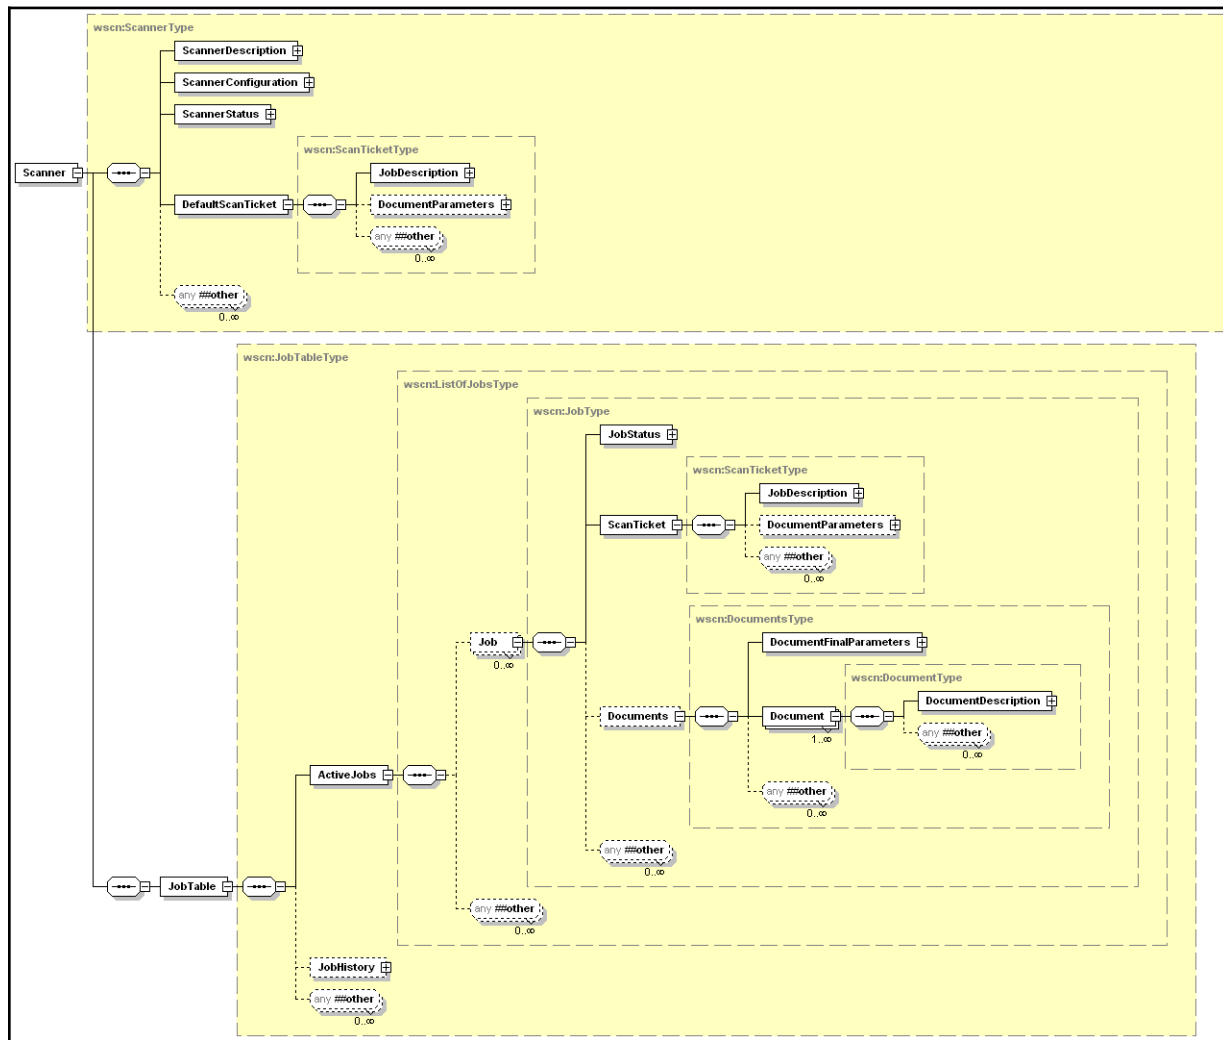 wscn:ScannerType
ScannerDescription
ScannerConfiguration
ScannerStatus
wscn:ScanTicketType
Scanner
JobDescription
DefaultScanTicket
DocumentParameters
any ##other
0..∞
any ##other
0..∞
wscn:JobTableType
wscn:ListOfJobsType
wscn:JobType
JobStatus
wscn:ScanTicketType
JobDescription
ScanTicket
DocumentParameters
any ##other
0..∞
wscn:DocumentsType
Job
0..∞
DocumentFinalParameters
wscn:DocumentType
DocumentDescription
Documents
Document
1..∞
any ##other
0..∞
ActiveJobs
any ##other
0..∞
any ##other
0..∞
JobTable
any ##other
0..∞
JobHistory
any ##other
0..∞